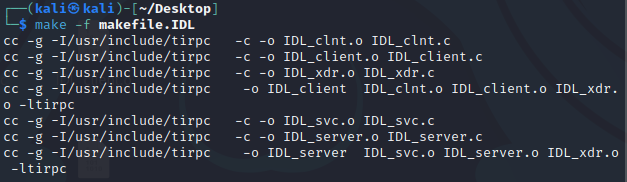 ┌──(kali㉿kali)-[~/Desktop]
└─$ make -f makefile.IDL
cc -g -I/usr/include/tirpc   -c -o IDL_clnt.o IDL_clnt.c
cc -g -I/usr/include/tirpc   -c -o IDL_client.o IDL_client.c
cc -g -I/usr/include/tirpc   -c -o IDL_xdr.o IDL_xdr.c
cc -g -I/usr/include/tirpc    -o IDL_client  IDL_clnt.o IDL_client.o IDL_xdr.
o -ltirpc
cc -g -I/usr/include/tirpc   -c -o IDL_svc.o IDL_svc.c
cc -g -I/usr/include/tirpc   -c -o IDL_server.o IDL_server.c
cc -g -I/usr/include/tirpc    -o IDL_server  IDL_svc.o IDL_server.o IDL_xdr.o
 -ltirpc